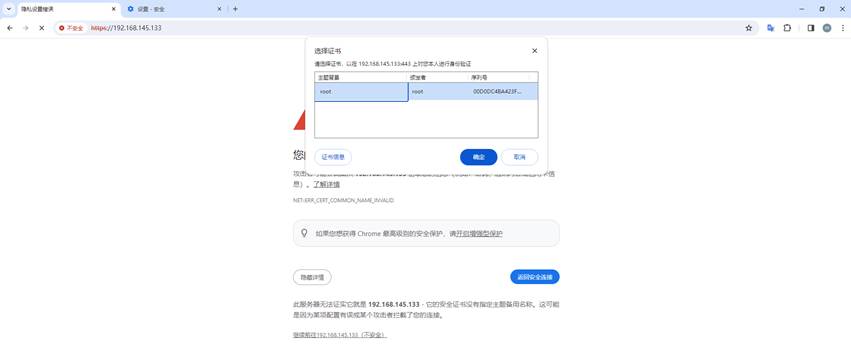 隐私设置错误
设置 - 安全
不安全
https://192.168.145.133
选择证书
请选择证书，以在 192.168.145.133:443 上对您本人进行身份验证
主题背景 颁发者 序列号
root root 00D0DC4BA423F...
证书信息 确定 取消
您的
息）。了解详情
NET::ERR_CERT_COMMON_NAME_INVALID
如果您想获得 Chrome 最高级别的安全保护，请开启增强型保护
隐藏详情 返回安全连接
此服务器无法证实它就是 192.168.145.133 - 它的安全证书没有指定主题备用名称。这可能
是因为某项配置有误或某个攻击者拦截了您的连接。
继续前往192.168.145.133（不安全）